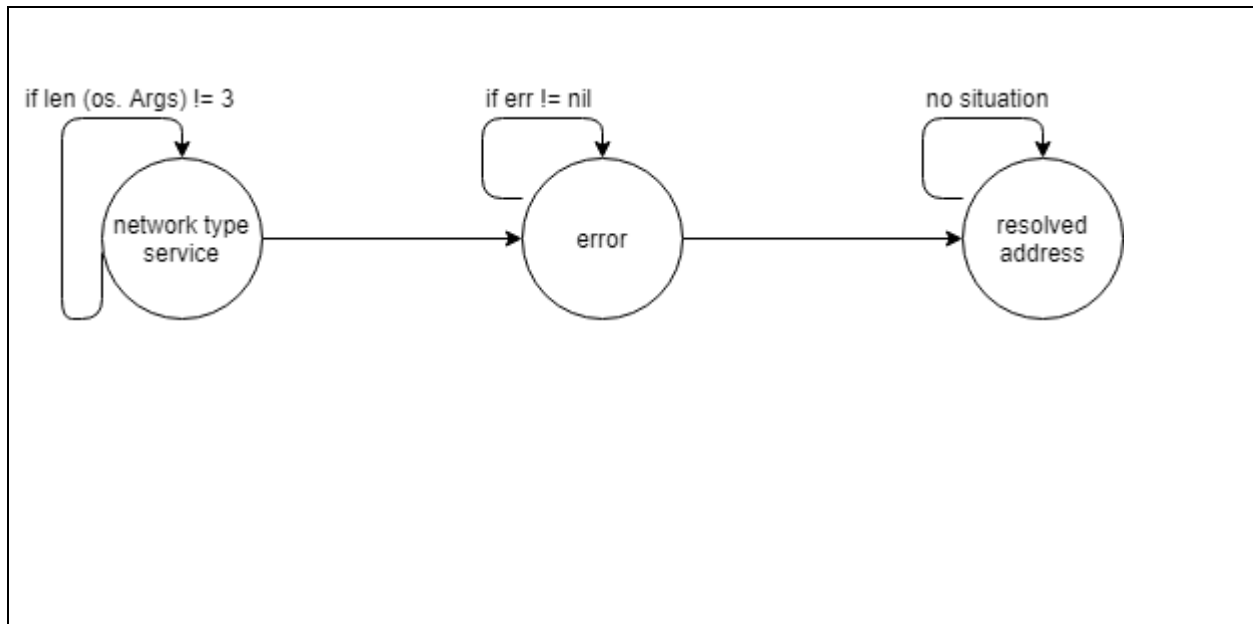 if len (os. Args) != 3
if err != nil
no situation
network type
service
error
resolved
address